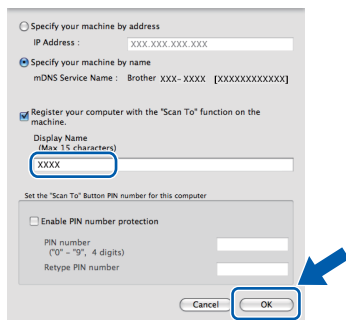 Specify your machine by address
IP Address : XXX.XXX.XXX.XXX
Specify your machine by name
mDNS Service Name : Brother XXX-XXXX [XXXXXXXXXXXX]
Register your computer with the "Scan To" function on the
machine.
Display Name
(Max 15 characters)
XXXX
Set the "Scan To" Button PIN number for this computer
Enable PIN number protection
PIN number
("0" - "9", 4 digits)
Retype PIN number
Cancel OK